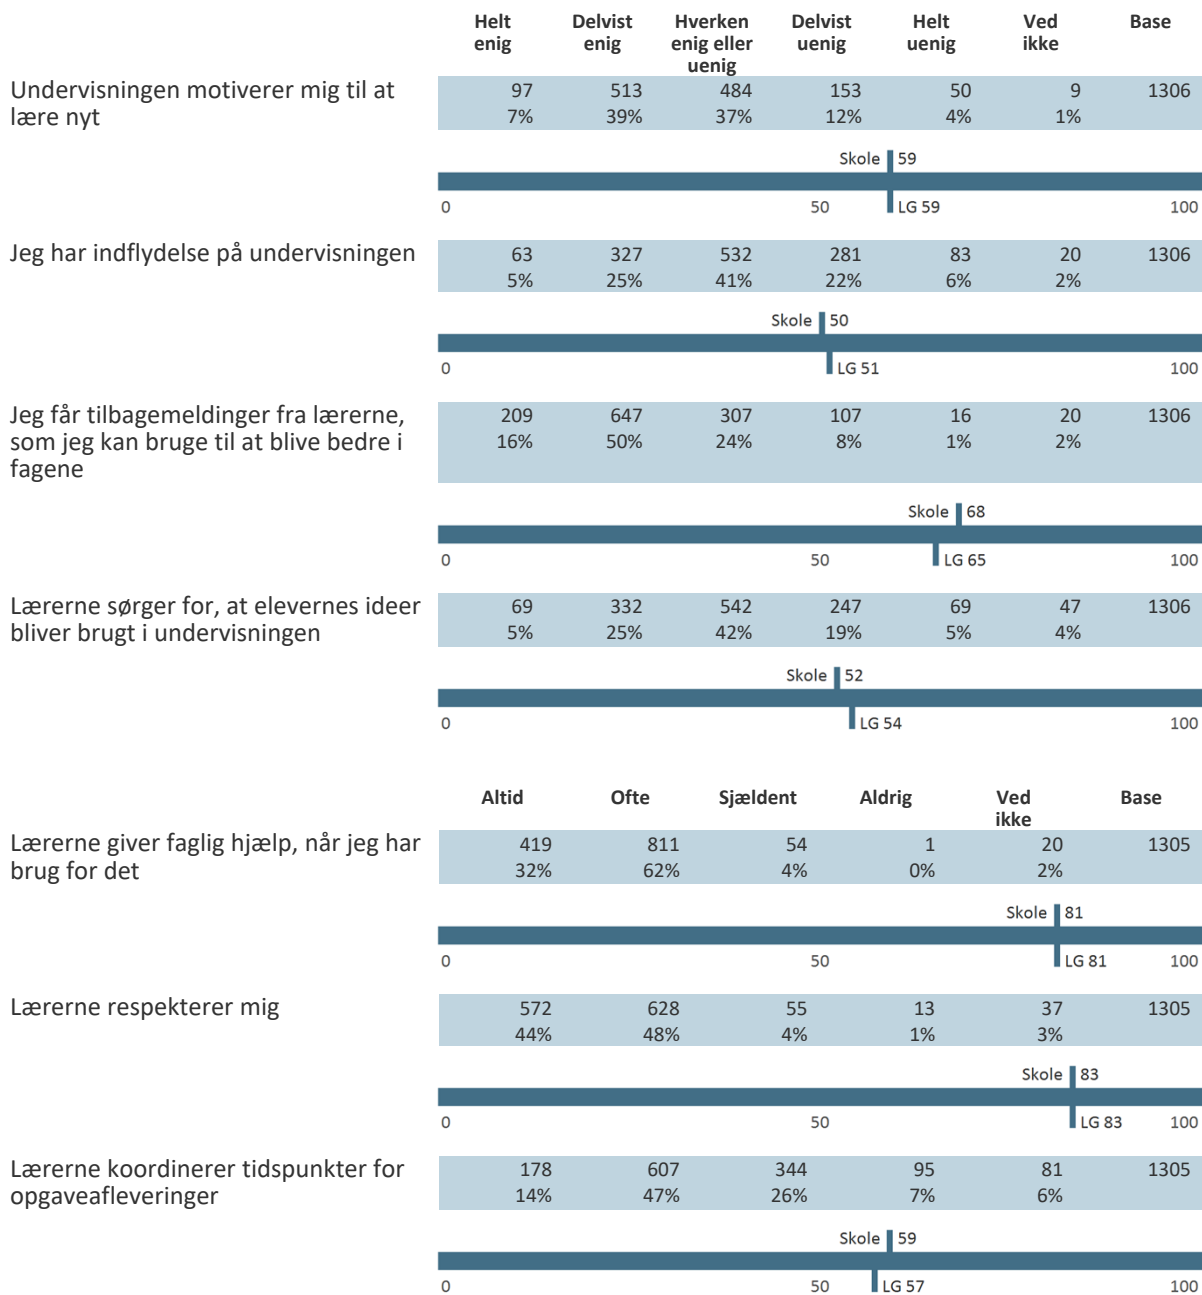 Helt enig Delvist enig Hverken enig eller uenig Delvist uenig Helt uenig Ved ikke Base
Undervisningen motiverer mig til at lære nyt
97 513 484 153 50 9 1306
7% 39% 37% 12% 4% 1%
Skole 59
0 50 LG 59 100
Jeg har indflydelse på undervisningen
63 327 532 281 83 20 1306
5% 25% 41% 22% 6% 2%
Skole 50
0 LG 51 100
Jeg får tilbagemeldinger fra lærerne,
som jeg kan bruge til at blive bedre i
fagene
209 647 307 107 16 20 1306
16% 50% 24% 8% 1% 2%
Skole 68
0 50 LG 65 100
Lærerne sørger for, at elevernes ideer
bliver brugt i undervisningen
69 332 542 247 69 47 1306
5% 25% 42% 19% 5% 4%
Skole 52
0 LG 54 100
Altid Ofte Sjældent Aldrig Ved ikke Base
Lærerne giver faglig hjælp, når jeg har
brug for det
419 811 54 1 20 1305
32% 62% 4% 0% 2%
Skole 81
0 50 LG 81 100
Lærerne respekterer mig
572 628 55 13 37 1305
44% 48% 4% 1% 3%
Skole 83
0 50 LG 83 100
Lærerne koordinerer tidspunkter for
opgaveafleveringer
178 607 344 95 81 1305
14% 47% 26% 7% 6%
Skole 59
0 50 LG 57 100